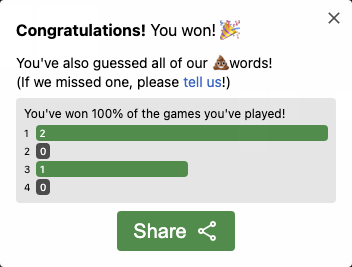 Congratulations! You won! 🎉
You've also guessed all of our 💩words!
(If we missed one, please tell us!)
You've won 100% of the games you've played!
1 2
2 0
3 1
4 0
Share